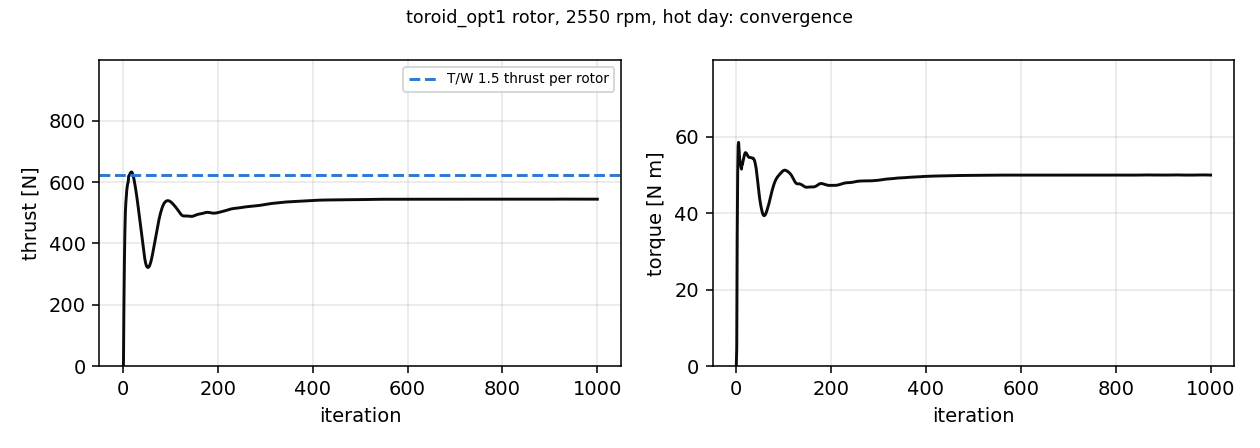 toroid_opt1 rotor, 2550 rpm, hot day: convergence
thrust [N]
800
600
400
200
0
T/W 1.5 thrust per rotor
0 200 400 600 800 1000
iteration
torque [N m]
60
40
20
0
0 200 400 600 800 1000
iteration